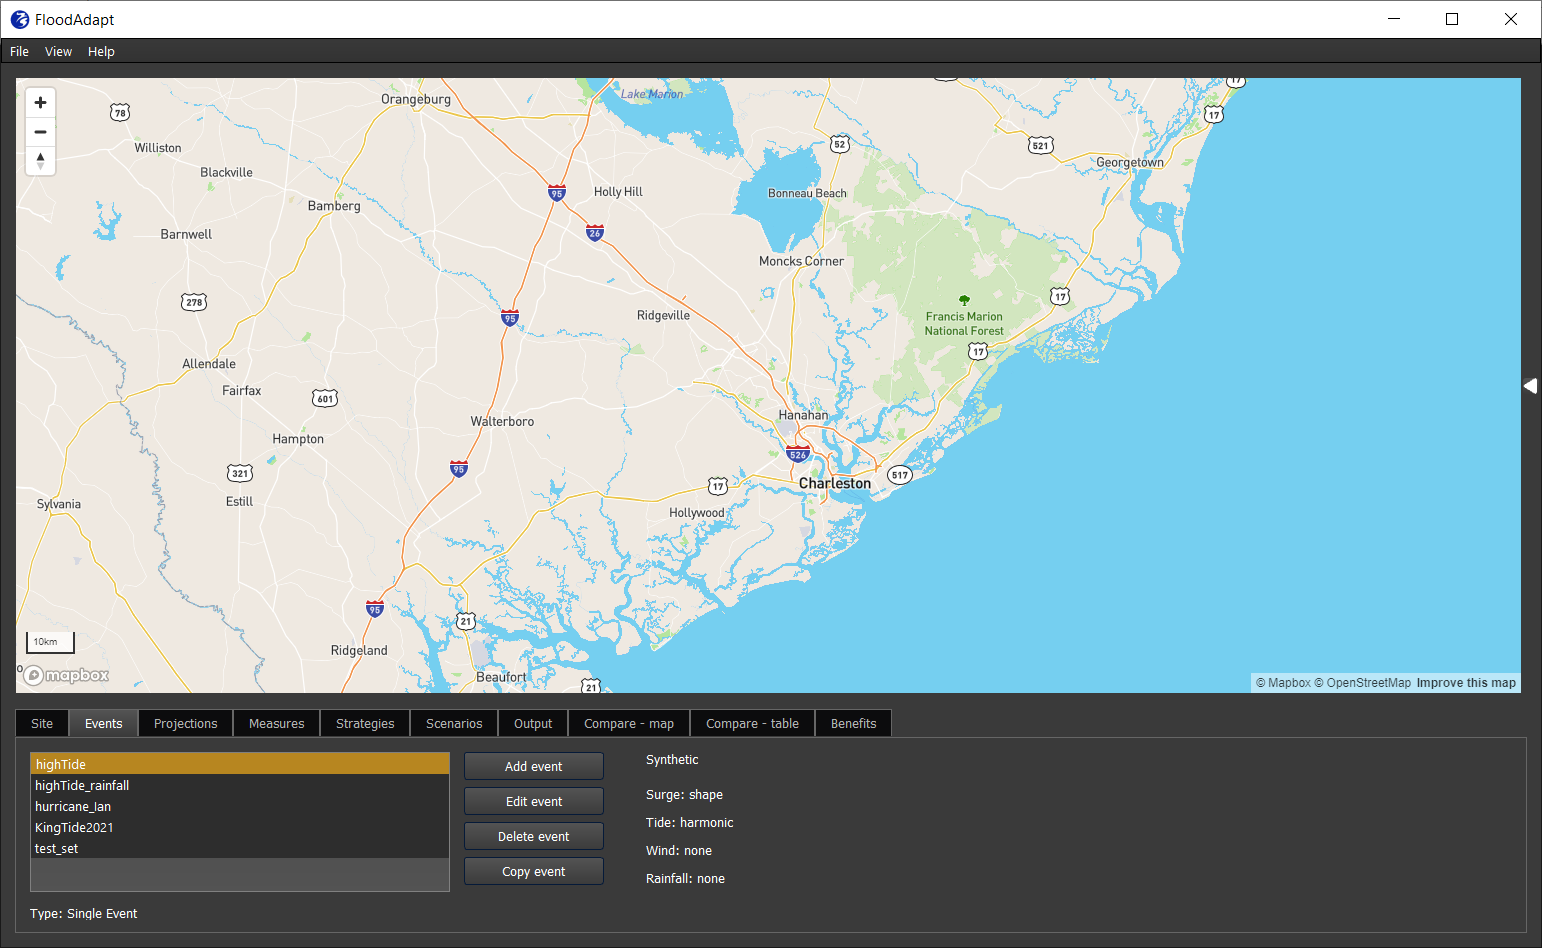 FloodAdapt
File View Help
Orangeburg
Lake Marion
17
78
17
52
521
Williston
Georgetown
Blackville
95
Holly Hill
Bonneau Beach
Bamberg
26
Barnwell
Moncks Corner
278
17
95
Ridgeville
Francis Marion
National Forest
17
Allendale
Fairfax
601
Hanahan
Walterboro
Hampton
526
95
321
517
Charleston
17
Estill
Sylvania
Hollywood
95
21
10km
Ridgeland
mapbox
Beaufort
21
© Mapbox © OpenStreetMap Improve this map
Site Events Projections Measures Strategies Scenarios Output Compare - map Compare - table Benefits
highTide
highTide_rainfall
hurricane_Ian
KingTide2021
test_set
Type: Single Event
Add event
Edit event
Delete event
Copy event
Synthetic
Surge: shape
Tide: harmonic
Wind: none
Rainfall: none